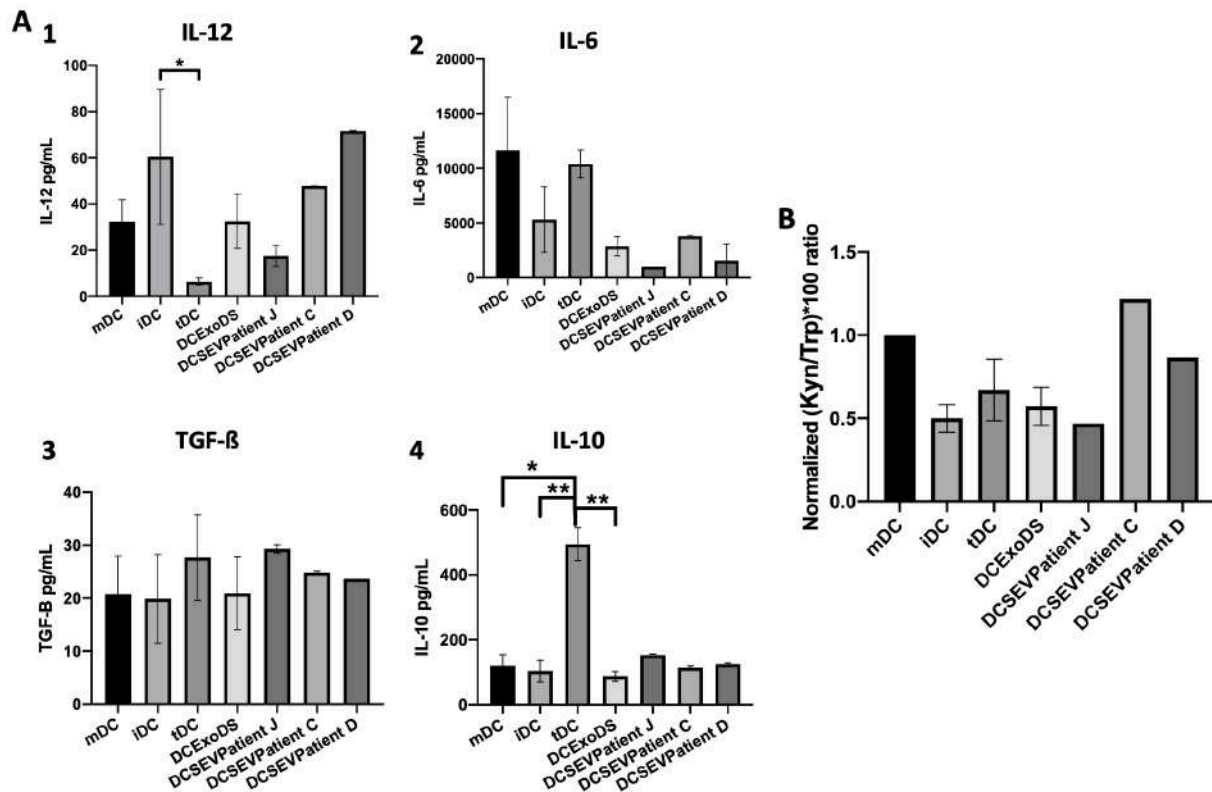 A
1
IL-12
*
IL-12 pg/mL
100
80
60
40
20
0
mDC
iDC
tDC
DCExoDS
DCSEVPatient J
DCSEVPatient C
DCSEVPatient D
2
IL-6
IL-6 pg/mL
20000
15000
10000
5000
0
mDC
iDC
tDC
DCExoDS
DCSEVPatient J
DCSEVPatient C
DCSEVPatient D
3
TGF-ß
TGF-B pg/mL
40
30
20
10
0
mDC
iDC
tDC
DCExoDS
DCSEVPatient J
DCSEVPatient C
DCSEVPatient D
4
IL-10
*
**
**
IL-10 pg/mL
600
400
200
0
mDC
iDC
tDC
DCExoDS
DCSEVPatient J
DCSEVPatient C
DCSEVPatient D
B
Normalized (Kyn/Trp)*100 ratio
1.5
1.0
0.5
0.0
mDC
iDC
tDC
DCExoDS
DCSEVPatient J
DCSEVPatient C
DCSEVPatient D